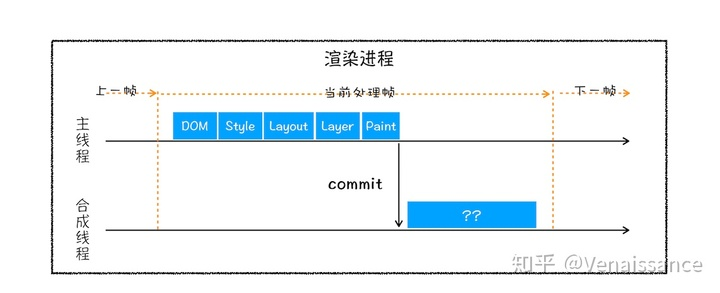 渲染进程
上一帧
当前处理帧
下一帧
主线程
DOM
Style
Layout
Layer
Paint
commit
合成线程
??
知乎 @Venaissance